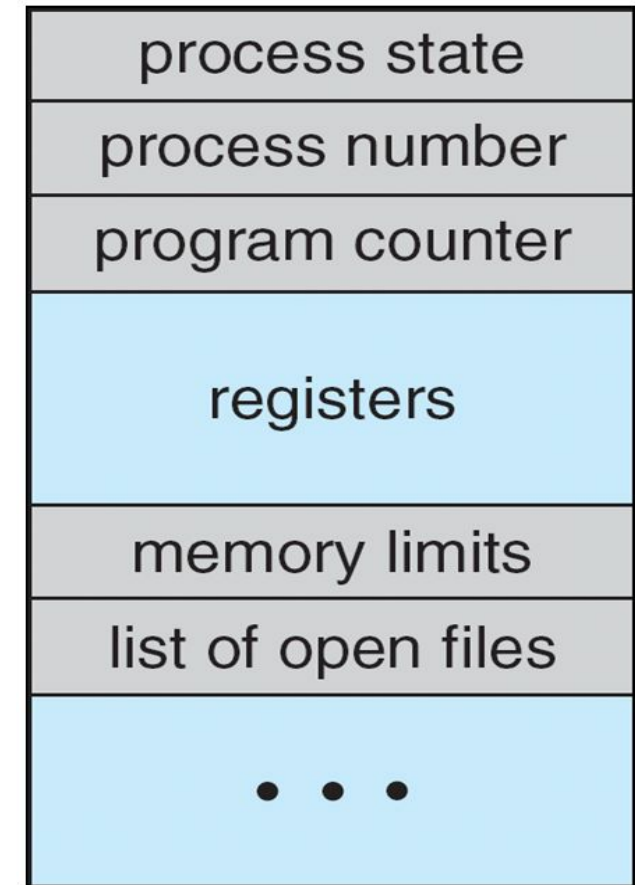 process state
process number
program counter
registers
memory limits
list of open files
• • •